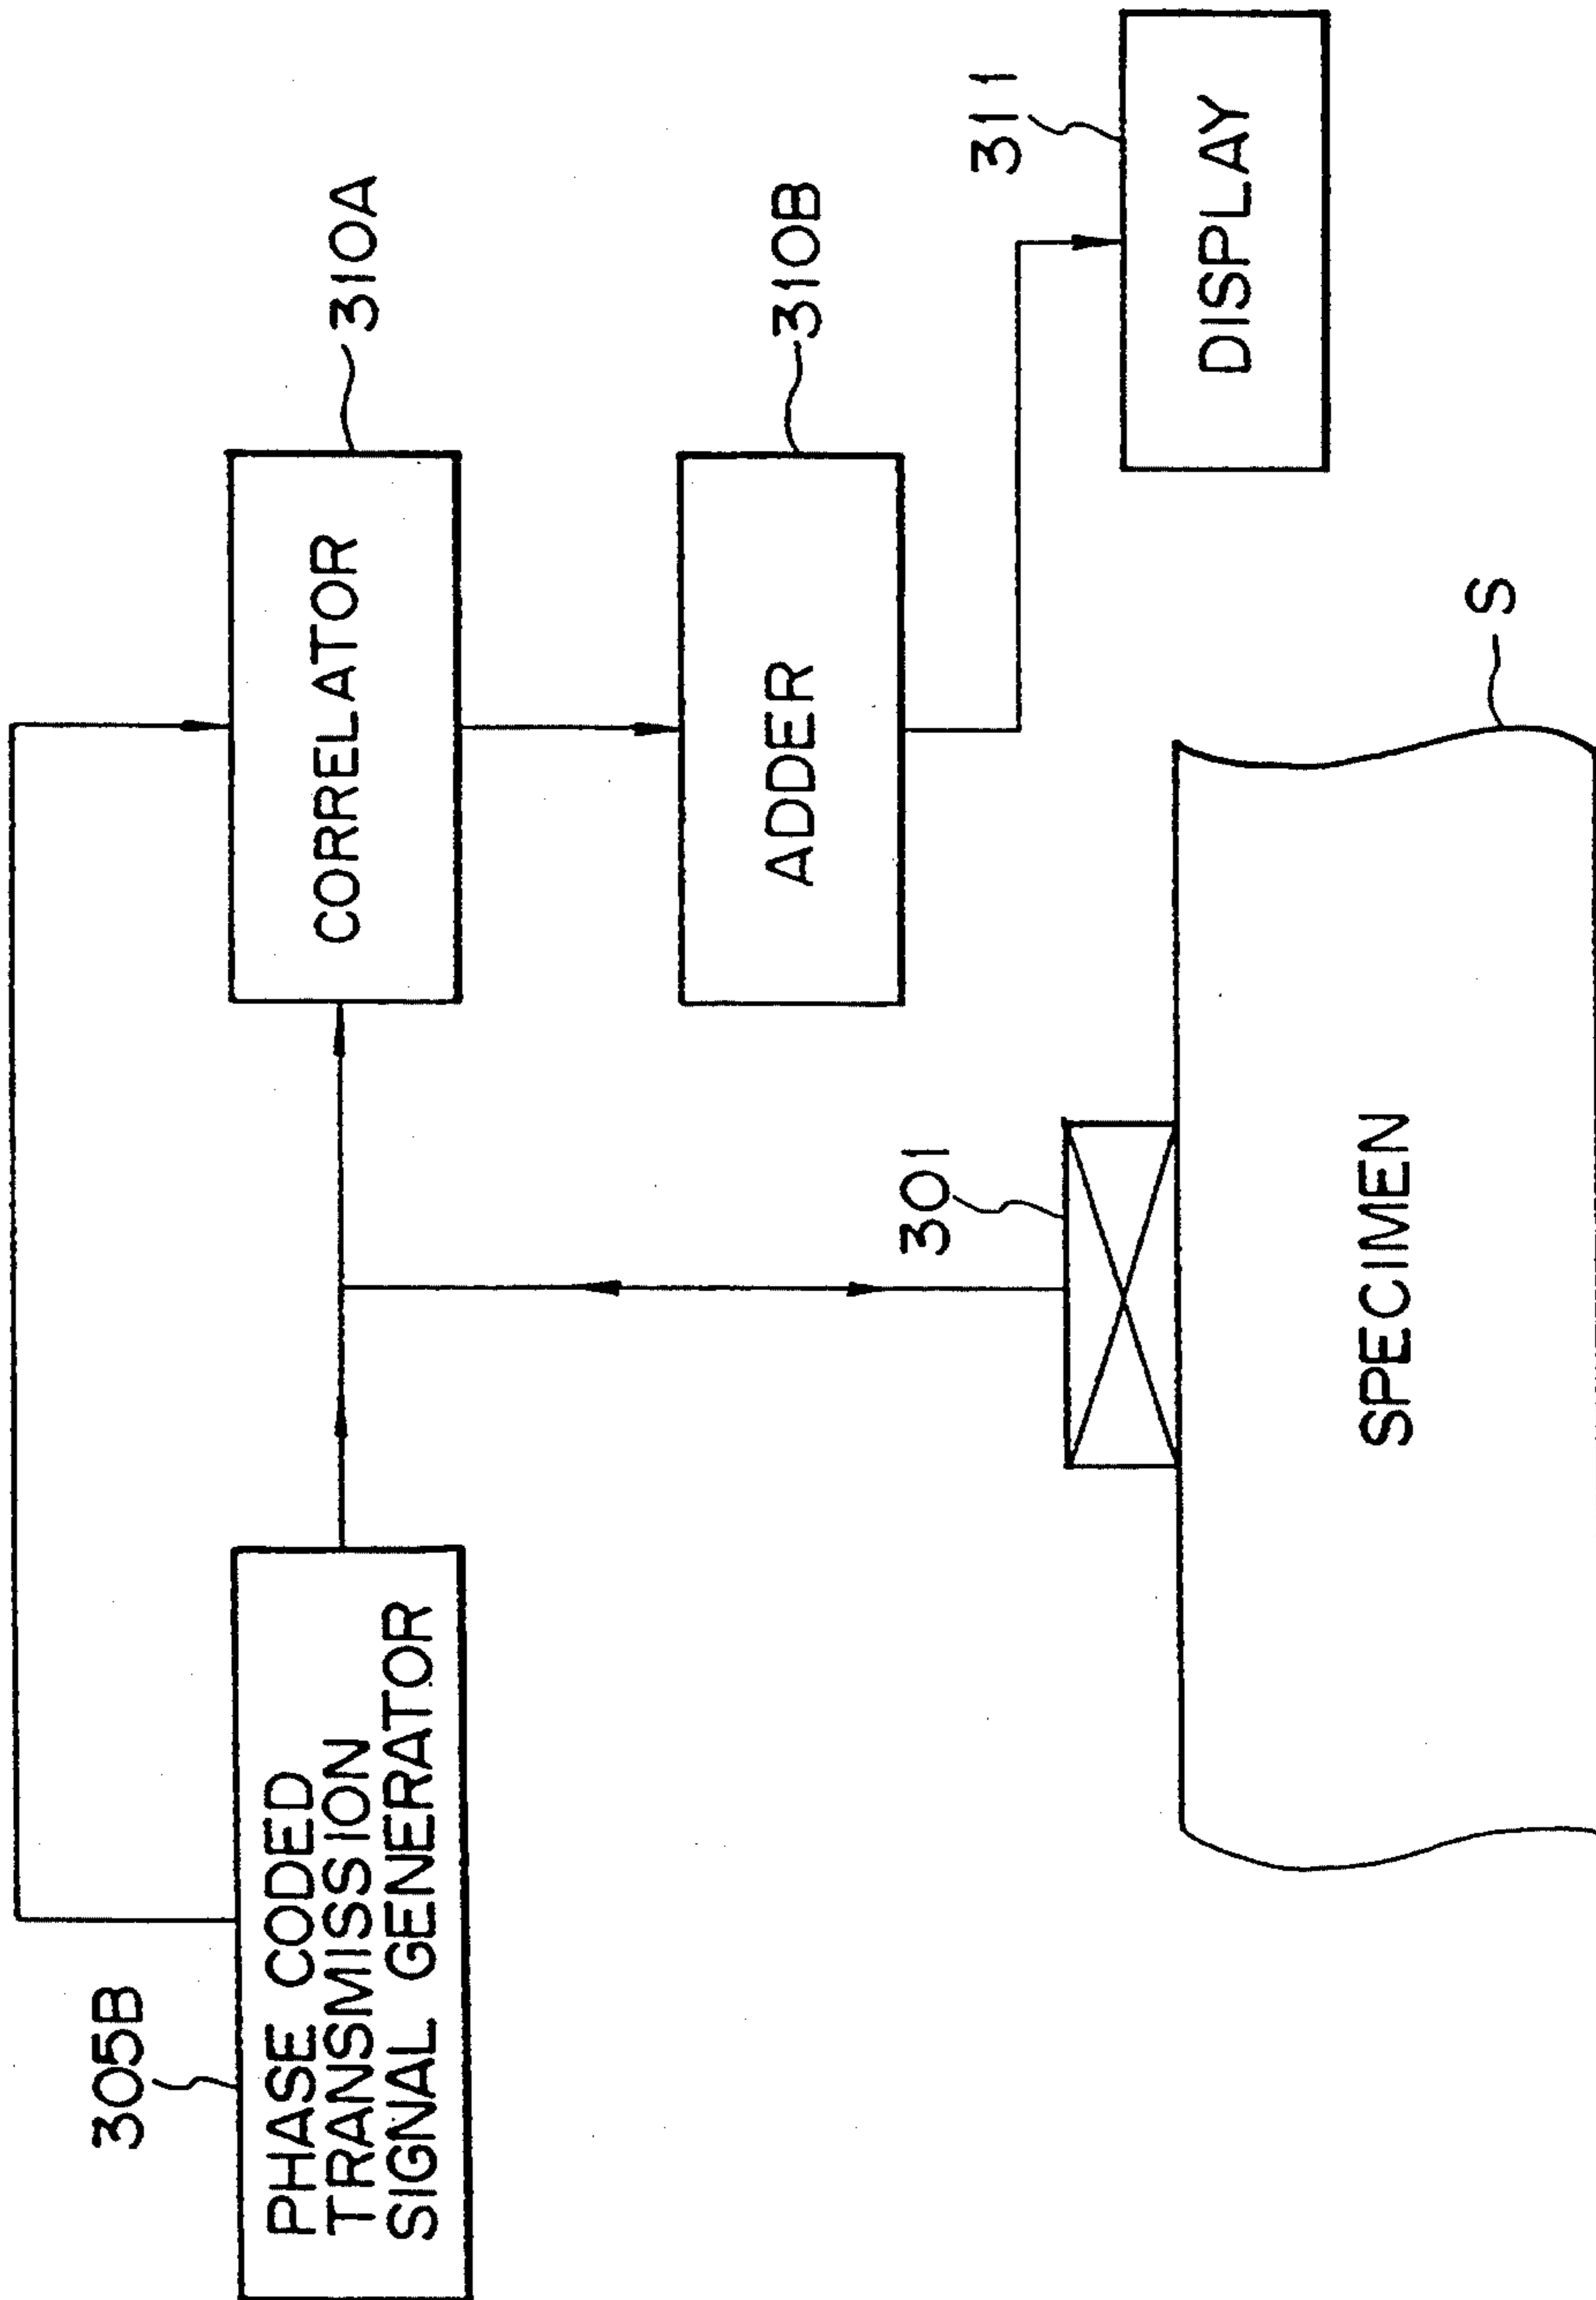 305B
PHASE CODED
TRANSMISSION
SIGNAL GENERATOR
CORRELATOR
310A
ADDER
310B
301
311
DISPLAY
SPECIMEN
S